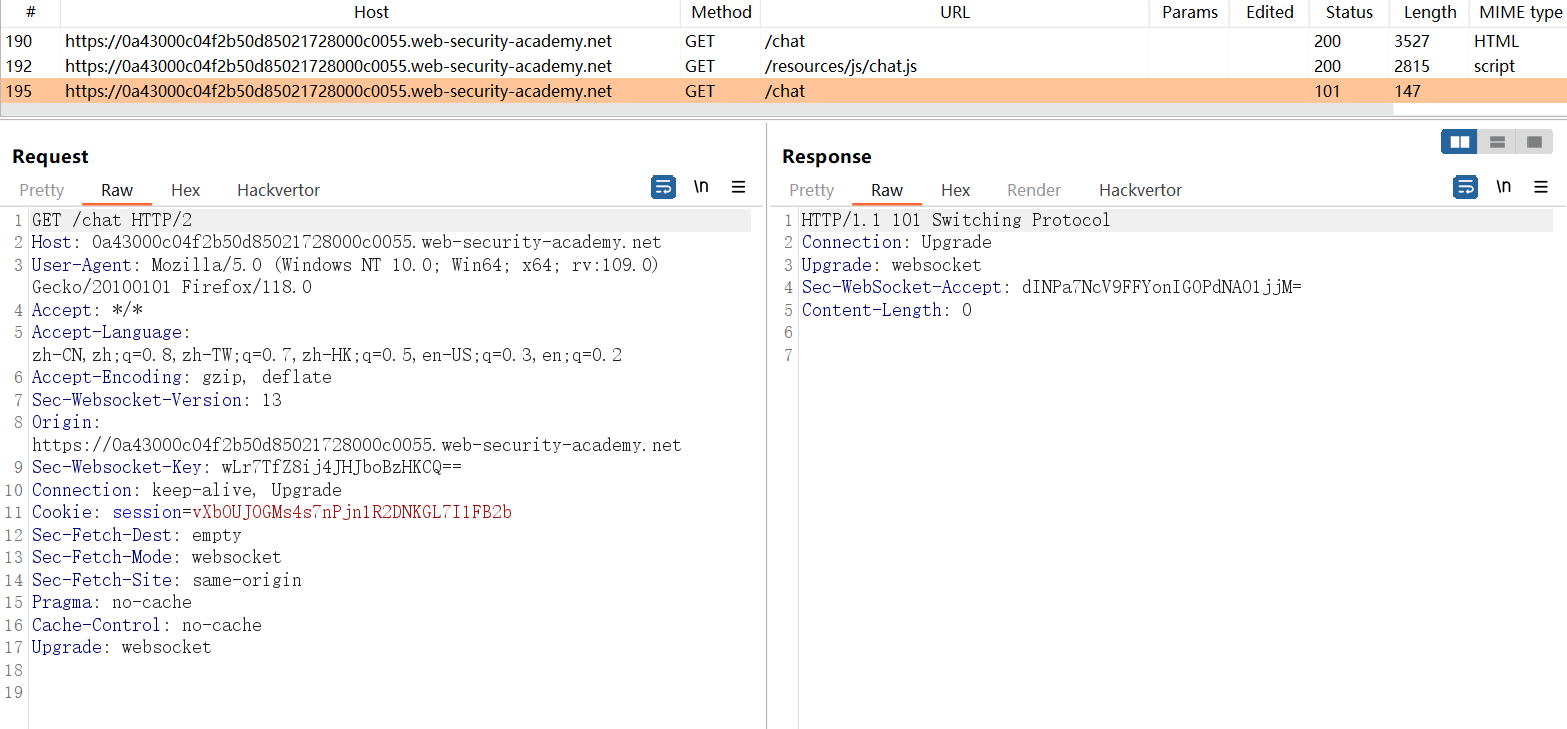 # Host Method URL Params Edited Status Length MIME type
190 https://0a43000c04f2b50d85021728000c0055.web-security-academy.net GET /chat 200 3527 HTML
192 https://0a43000c04f2b50d85021728000c0055.web-security-academy.net GET /resources/js/chat.js 200 2815 script
195 https://0a43000c04f2b50d85021728000c0055.web-security-academy.net GET /chat 101 147
Request
Pretty Raw Hex Hackvertor
\n
1 GET /chat HTTP/2
2 Host: 0a43000c04f2b50d85021728000c0055.web-security-academy.net
3 User-Agent: Mozilla/5.0 (Windows NT 10.0; Win64; x64; rv:109.0)
Gecko/20100101 Firefox/118.0
4 Accept: */*
5 Accept-Language:
zh-CN,zh;q=0.8,zh-TW;q=0.7,zh-HK;q=0.5,en-US;q=0.3,en;q=0.2
6 Accept-Encoding: gzip, deflate
7 Sec-Websocket-Version: 13
8 Origin:
https://0a43000c04f2b50d85021728000c0055.web-security-academy.net
9 Sec-Websocket-Key: wLr7TfZ8ij4JHJboBzHKCQ==
10 Connection: keep-alive, Upgrade
11 Cookie: session=vXbOUJOGMs4s7nPjn1R2DNKGL7I1FB2b
12 Sec-Fetch-Dest: empty
13 Sec-Fetch-Mode: websocket
14 Sec-Fetch-Site: same-origin
15 Pragma: no-cache
16 Cache-Control: no-cache
17 Upgrade: websocket
18
19
Response
Pretty Raw Hex Render Hackvertor
\n
1 HTTP/1.1 101 Switching Protocol
2 Connection: Upgrade
3 Upgrade: websocket
4 Sec-WebSocket-Accept: dINPa7NcV9FFYonIGOPdNAO1jjM=
5 Content-Length: 0
6
7